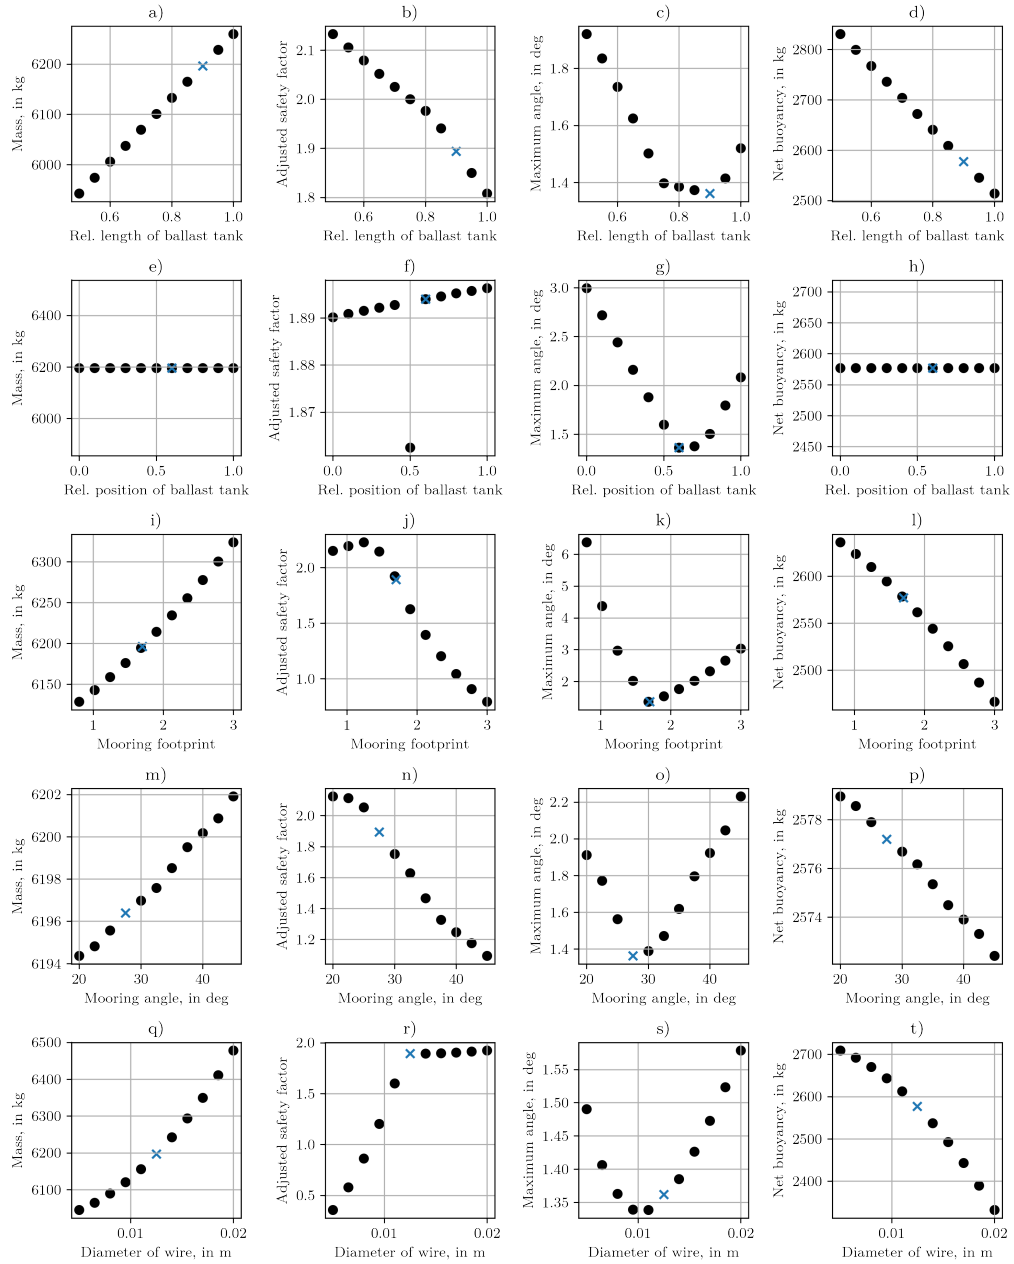 a)
Mass, in kg
6200
6100
6000
0.6 0.8 1.0
Rel. length of ballast tank
b)
Adjusted safety factor
2.1
2.0
1.9
1.8
0.6 0.8 1.0
Rel. length of ballast tank
c)
Maximum angle, in deg
1.8
1.6
1.4
0.6 0.8 1.0
Rel. length of ballast tank
d)
Net buoyancy, in kg
2800
2700
2600
2500
0.6 0.8 1.0
Rel. length of ballast tank
e)
Mass, in kg
6400
6200
6000
0.0 0.5 1.0
Rel. position of ballast tank
f)
Adjusted safety factor
1.89
1.88
1.87
0.0 0.5 1.0
Rel. position of ballast tank
g)
Maximum angle, in deg
3.0
2.5
2.0
1.5
0.0 0.5 1.0
Rel. position of ballast tank
h)
Net buoyancy, in kg
2700
2650
2600
2550
2500
2450
0.0 0.5 1.0
Rel. position of ballast tank
i)
Mass, in kg
6300
6250
6200
6150
1 2 3
Mooring footprint
j)
Adjusted safety factor
2.0
1.5
1.0
1 2 3
Mooring footprint
k)
Maximum angle, in deg
6
5
4
3
2
1 2 3
Mooring footprint
l)
Net buoyancy, in kg
2600
2550
2500
1 2 3
Mooring footprint
m)
Mass, in kg
6202
6200
6198
6196
6194
20 30 40
Mooring angle, in deg
n)
Adjusted safety factor
2.0
1.8
1.6
1.4
1.2
20 30 40
Mooring angle, in deg
o)
Maximum angle, in deg
2.2
2.0
1.8
1.6
1.4
20 30 40
Mooring angle, in deg
p)
Net buoyancy, in kg
2578
2576
2574
20 30 40
Mooring angle, in deg
q)
Mass, in kg
6500
6400
6300
6200
6100
0.01 0.02
Diameter of wire, in m
r)
Adjusted safety factor
2.0
1.5
1.0
0.5
0.01 0.02
Diameter of wire, in m
s)
Maximum angle, in deg
1.55
1.50
1.45
1.40
1.35
0.01 0.02
Diameter of wire, in m
t)
Net buoyancy, in kg
2700
2600
2500
2400
0.01 0.02
Diameter of wire, in m